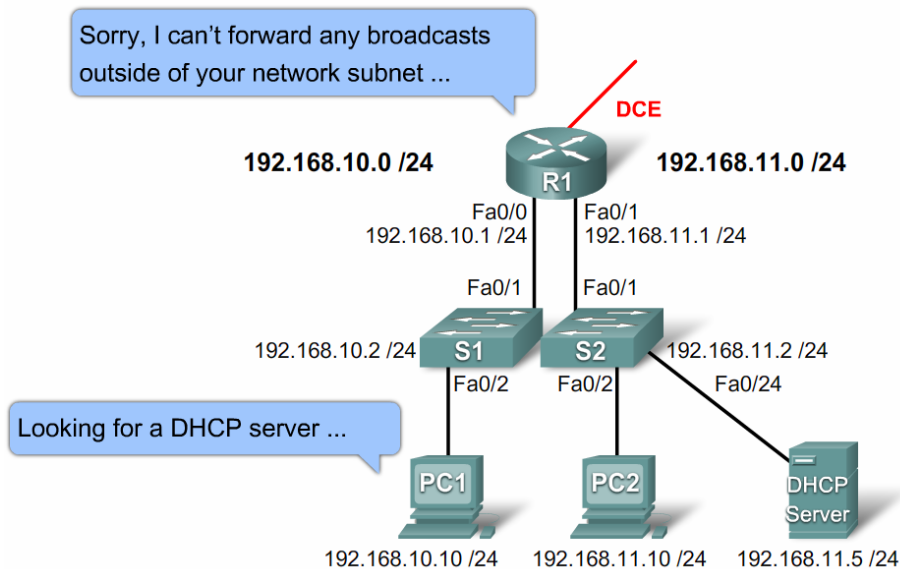 Sorry, I can't forward any broadcasts
outside of your network subnet ...
DCE
192.168.10.0 /24
192.168.11.0 /24
R1
Fa0/0
Fa0/1
192.168.10.1 /24
192.168.11.1 /24
Fa0/1
Fa0/1
192.168.10.2 /24
S1
S2
192.168.11.2 /24
Fa0/2
Fa0/2
Fa0/24
Looking for a DHCP server ...
PC1
PC2
DHCP
Server
192.168.10.10 /24
192.168.11.10 /24
192.168.11.5 /24